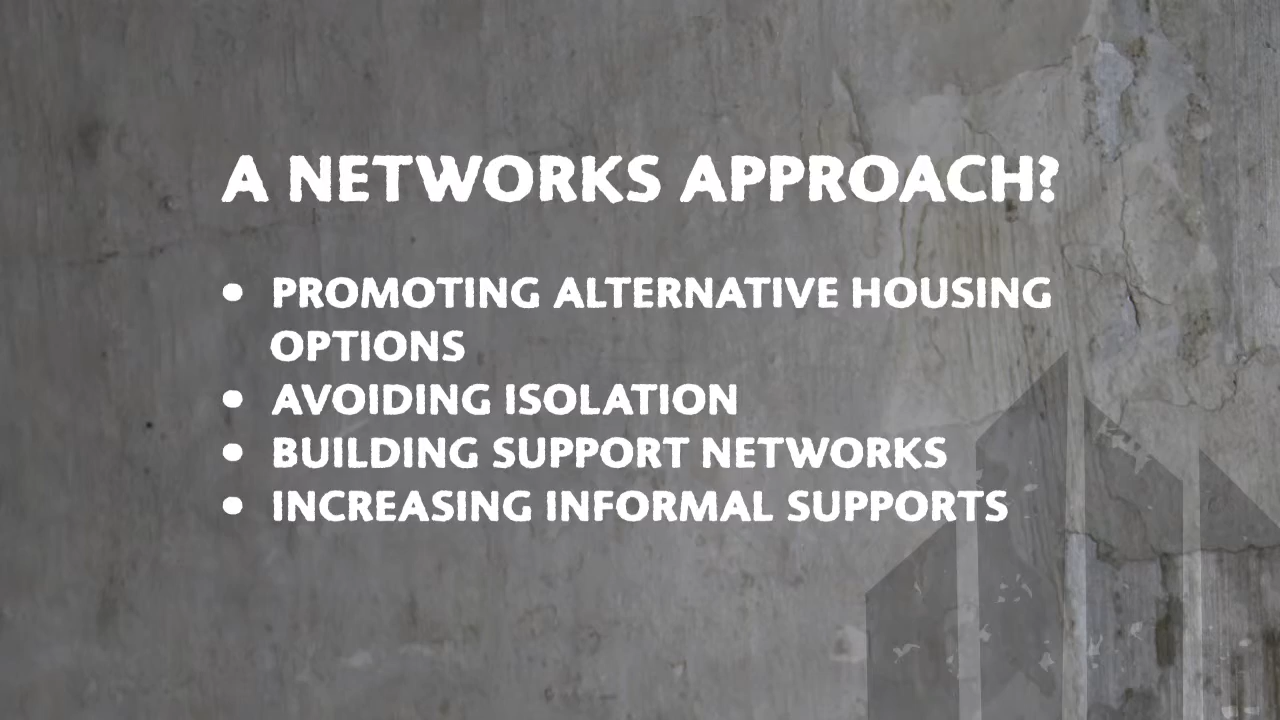 A NETWORKS APPROACH?
• PROMOTING ALTERNATIVE HOUSING
OPTIONS
• AVOIDING ISOLATION
• BUILDING SUPPORT NETWORKS
• INCREASING INFORMAL SUPPORTS